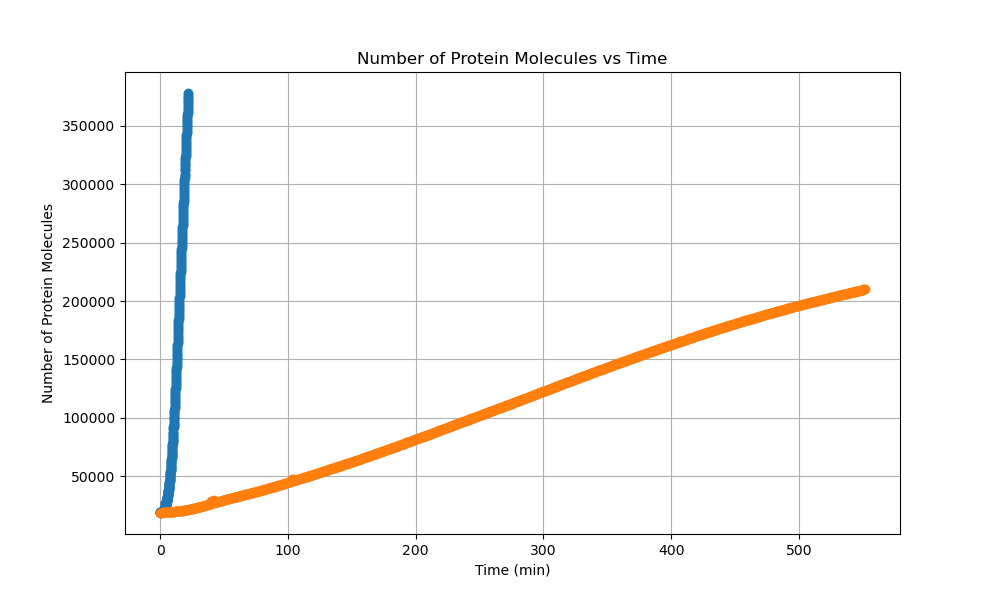 Number of Protein Molecules vs Time
Number of Protein Molecules
350000
300000
250000
200000
150000
100000
50000
0 100 200 300 400 500
Time (min)